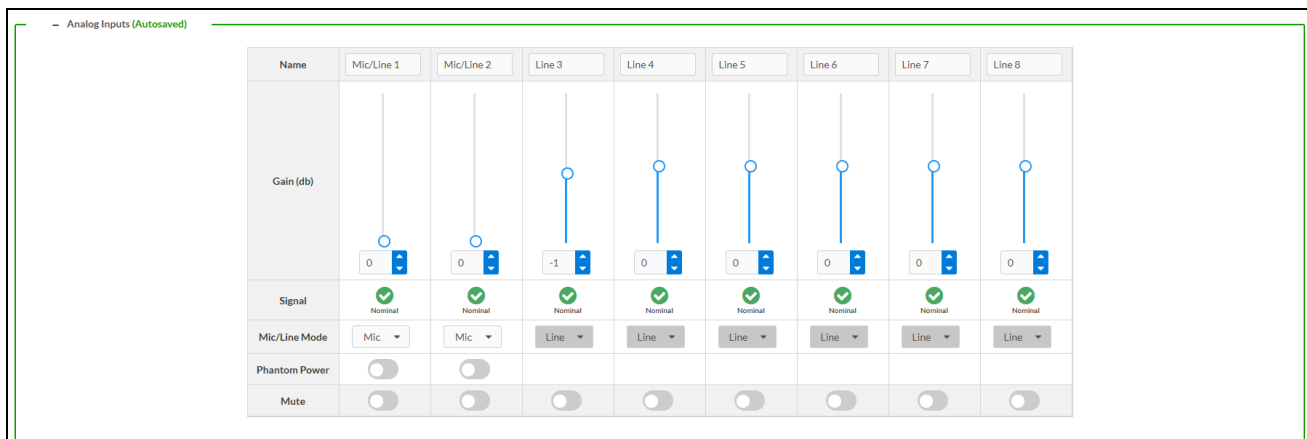 – Analog Inputs (Autosaved)
Name Mic/Line 1 Mic/Line 2 Line 3 Line 4 Line 5 Line 6 Line 7 Line 8
Gain (db)
0 0 -1 0 0 0 0 0
Signal
Nominal Nominal Nominal Nominal Nominal Nominal Nominal Nominal
Mic/Line Mode Mic Mic Line Line Line Line Line Line
Phantom Power
Mute